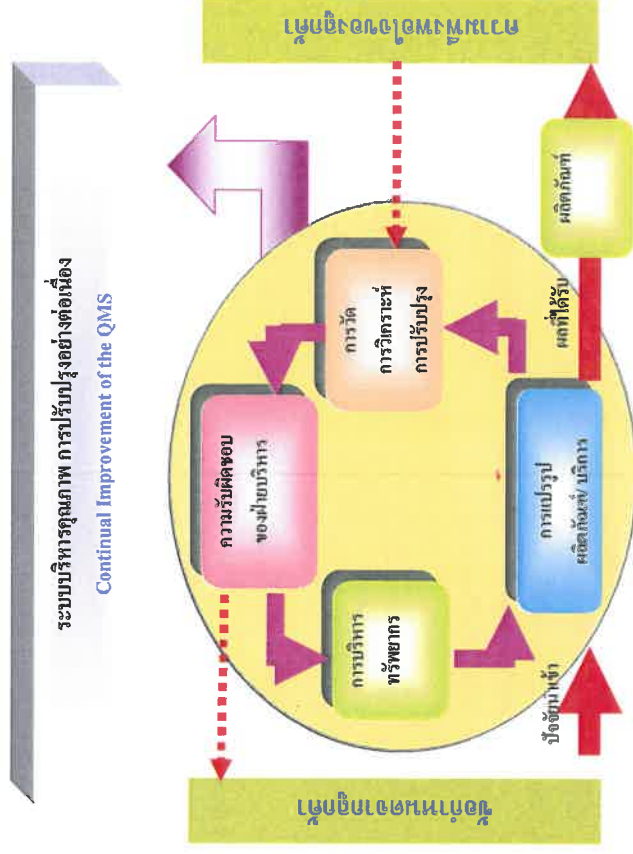 ระบบบริหารคุณภาพ การปรับปรุงอย่างต่อเนื่อง
Continual Improvement of the QMS
ข้อกำหนดจากลูกค้า
ความพึงพอใจของลูกค้า
ความรับผิดชอบ
ของฝ่ายบริหาร
การบริหาร
ทรัพยากร
การวัด
การวิเคราะห์
การปรับปรุง
การแปรรูป
ผลิตภัณฑ์/ บริการ
ปัจจัยนำเข้า
ผลที่ได้รับ
ผลิตภัณฑ์